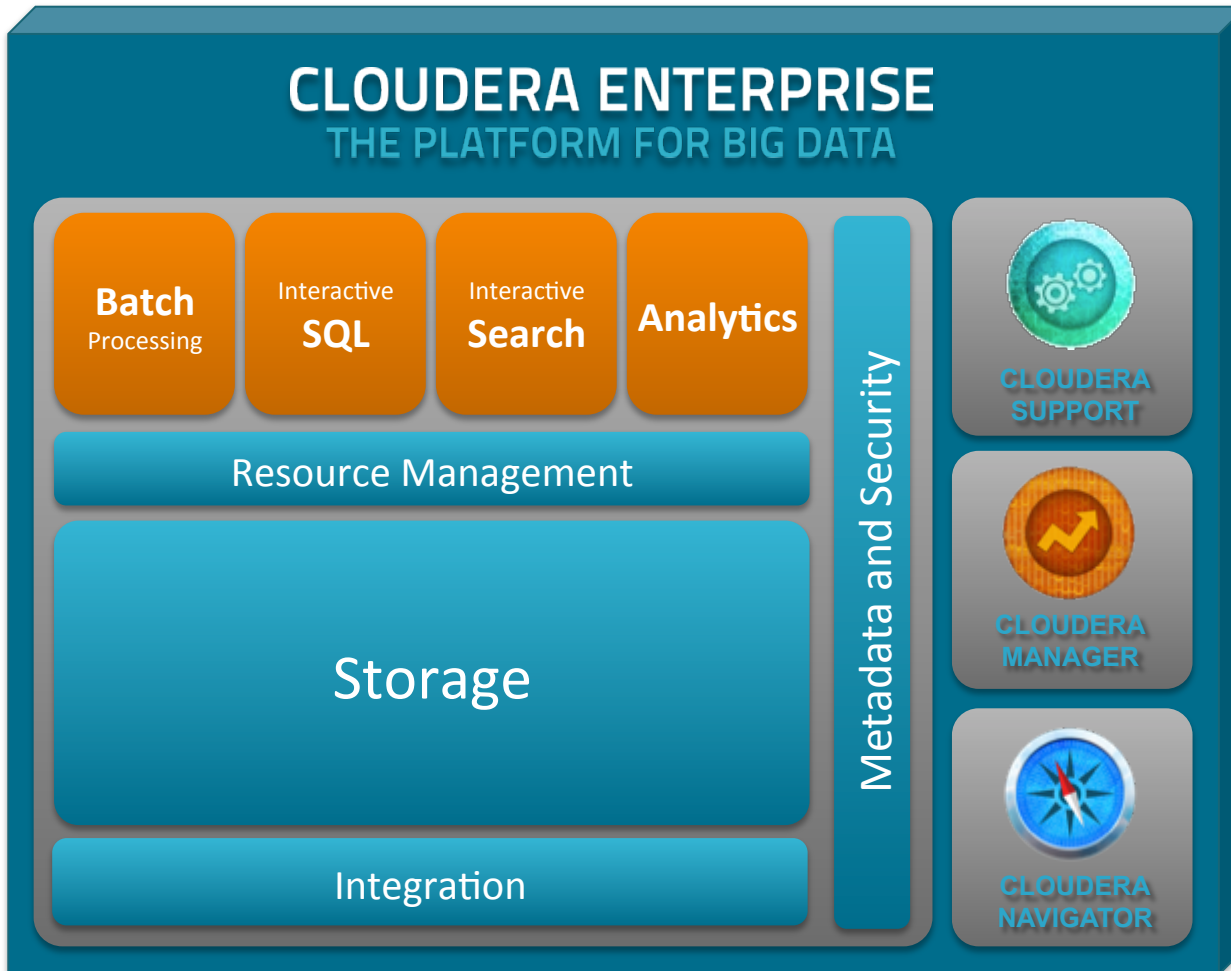 CLOUDERA ENTERPRISE
THE PLATFORM FOR BIG DATA
Batch
Processing
Interactive
SQL
Interactive
Search
Analytics
Resource Management
Storage
Integration
Metadata and Security
CLOUDERA
SUPPORT
CLOUDERA
MANAGER
CLOUDERA
NAVIGATOR